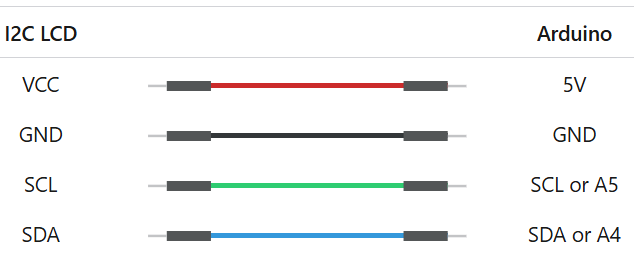 I2C LCD Arduino
VCC 5V
GND GND
SCL SCL or A5
SDA SDA or A4